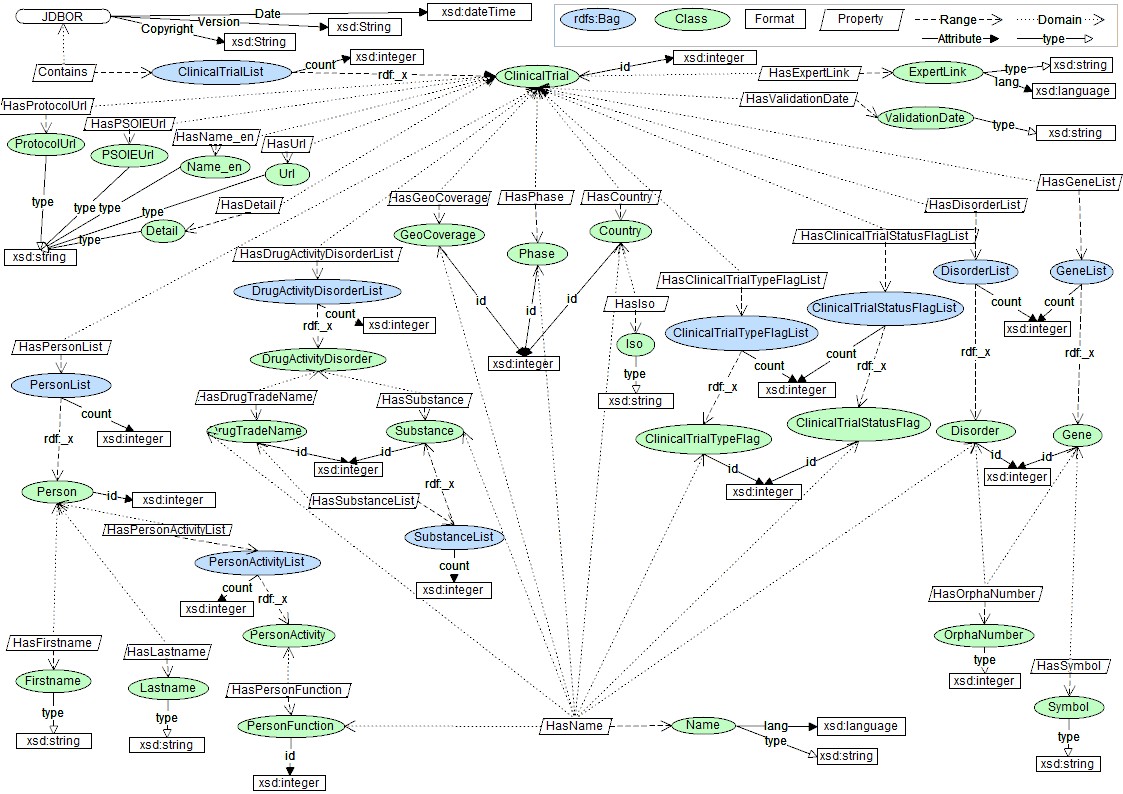 JDBOR
Date
xsd:dateTime
Version
xsd:String
Copyright
xsd:String
rdfs:Bag
Class
Format
Property
Range
Domain
Attribute
type
Contains
ClinicalTrialList
count
xsd:integer
rdf:_x
ClinicalTrial
id
xsd:integer
HasExpertLink
ExpertLink
type
xsd:string
lang
xsd:language
HasValidationDate
ValidationDate
type
xsd:string
HasProtocolUrl
HasPSOIEUrl
HasName_en
HasUrl
ProtocolUrl
PSOIEUrl
Name_en
Url
HasDetail
Detail
type
type
type
type
type
xsd:string
HasGeoCoverage
HasPhase
HasCountry
HasGeneList
HasDisorderList
GeoCoverage
Phase
Country
HasClinicalTrialStatusFlagList
HasDrugActivityDisorderList
DrugActivityDisorderList
count
xsd:integer
rdf:_x
DrugActivityDisorder
id
id
id
xsd:integer
HasIso
Iso
type
xsd:string
HasClinicalTrialTypeFlagList
ClinicalTrialTypeFlagList
ClinicalTrialStatusFlagList
count
count
xsd:integer
rdf:_x
rdf:_x
ClinicalTrialTypeFlag
ClinicalTrialStatusFlag
id
id
xsd:integer
DisorderList
GeneList
count
count
xsd:integer
rdf:_x
rdf:_x
Disorder
Gene
id
id
xsd:integer
HasPersonList
PersonList
count
xsd:integer
rdf:_x
Person
id
xsd:integer
HasDrugTradeName
HasSubstance
rugTradeName
Substance
id
id
xsd:integer
rdf:_x
HasSubstanceList
SubstanceList
count
xsd:integer
HasPersonActivityList
PersonActivityList
count
xsd:integer
rdf:_x
PersonActivity
HasPersonFunction
PersonFunction
id
xsd:integer
HasFirstname
Firstname
type
xsd:string
HasLastname
Lastname
type
xsd:string
HasName
Name
lang
xsd:language
type
xsd:string
HasOrphaNumber
OrphaNumber
type
xsd:integer
HasSymbol
Symbol
type
xsd:string